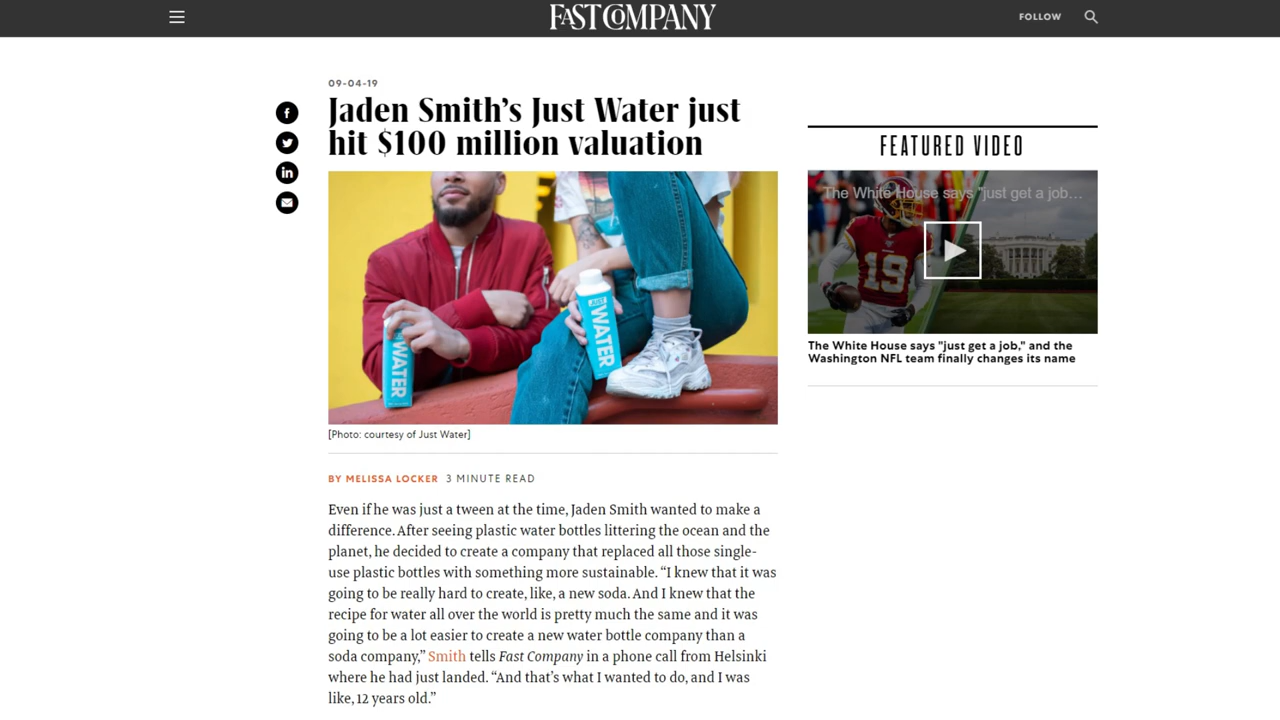 FAST COMPANY
FOLLOW
09-04-19
Jaden Smith’s Just Water just
hit $100 million valuation
JUST
WATER
WATER
[Photo: courtesy of Just Water]
BY MELISSA LOCKER 3 MINUTE READ
Even if he was just a tween at the time, Jaden Smith wanted to make a
difference. After seeing plastic water bottles littering the ocean and the
planet, he decided to create a company that replaced all those single-
use plastic bottles with something more sustainable. “I knew that it was
going to be really hard to create, like, a new soda. And I knew that the
recipe for water all over the world is pretty much the same and it was
going to be a lot easier to create a new water bottle company than a
soda company,” Smith tells Fast Company in a phone call from Helsinki
where he had just landed. “And that’s what I wanted to do, and I was
like, 12 years old.”
FEATURED VIDEO
The White House says "just get a job...
19
The White House says "just get a job," and the
Washington NFL team finally changes its name